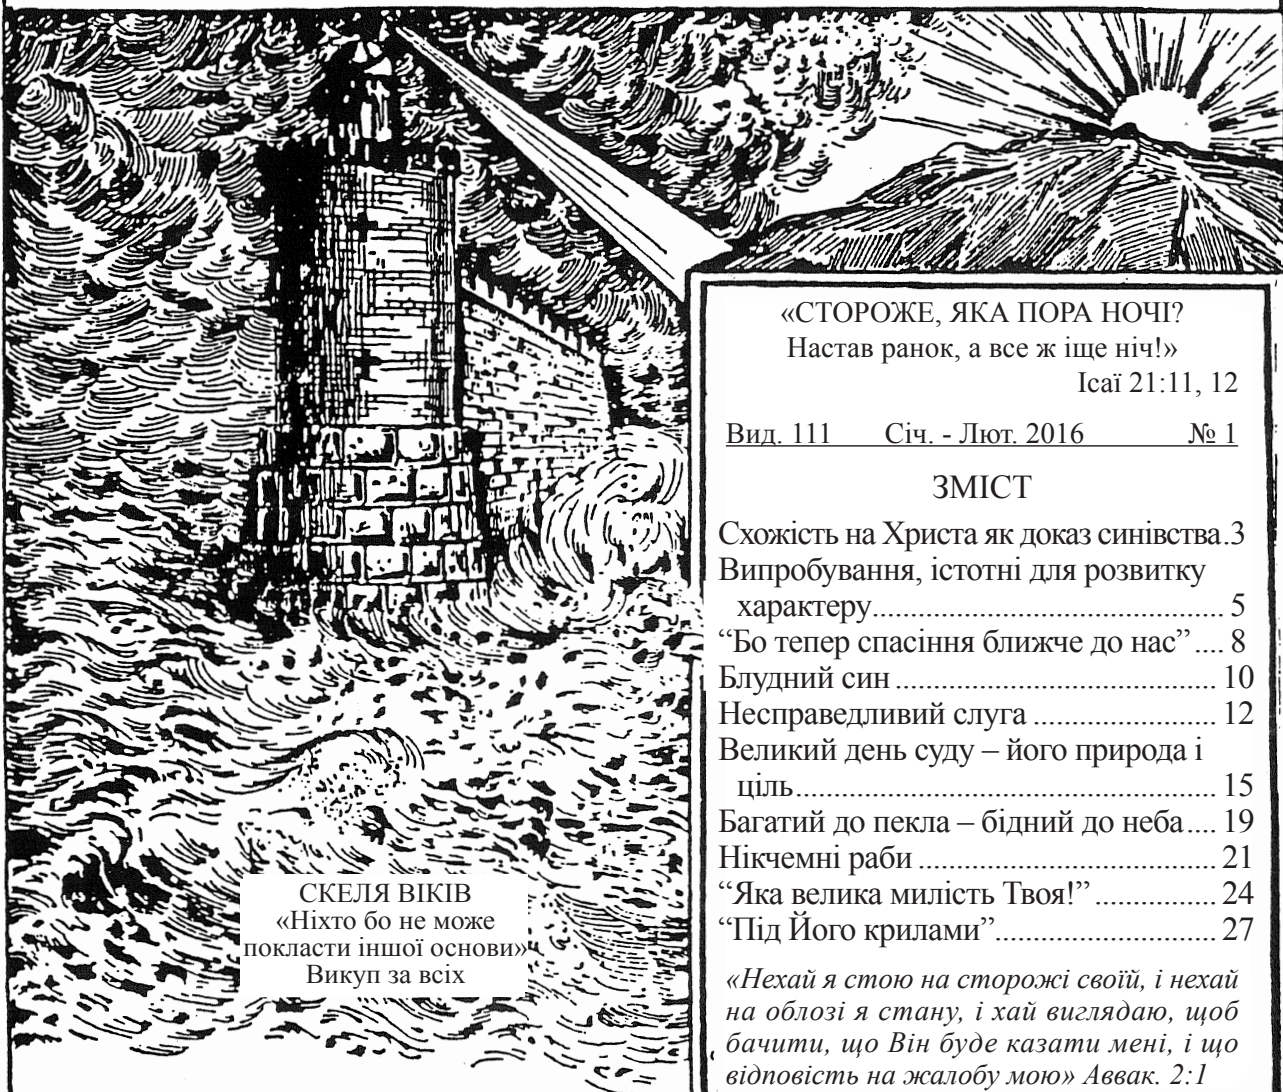 «СТОРОЖЕ, ЯКА ПОРА НОЧІ?
Настав ранок, а все ж іще ніч!»
Ісаї 21:11, 12
Вид. 111 Січ. - Лют. 2016 № 1
ЗМІСТ
Схожість на Христа як доказ синівства.3
Випробування, істотні для розвитку
характеру.................................................. 5
“Бо тепер спасіння ближче до нас”.... 8
Блудний син ............................................. 10
Несправедливий слуга .......................... 12
Великий день суду – його природа і
ціль............................................................ 15
Багатий до пекла – бідний до неба.... 19
Нікчемні раби .......................................... 21
“Яка велика милість Твоя!” ................. 24
“Під Його крилами”............................... 27
«Нехай я стою на сторожі своїй, і нехай
на облозі я стану, і хай виглядаю, щоб
бачити, що Він буде казати мені, і що
відповість на жалобу мою» Аввак. 2:1
СКЕЛЯ ВІКІВ
«Ніхто бо не може
покласти іншої основи»
Викуп за всіх